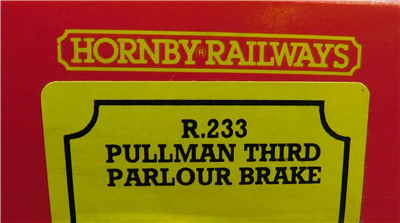 HORNBY® RAILWAYS
R.233
PULLMAN THIRD
PARLOUR BRAKE